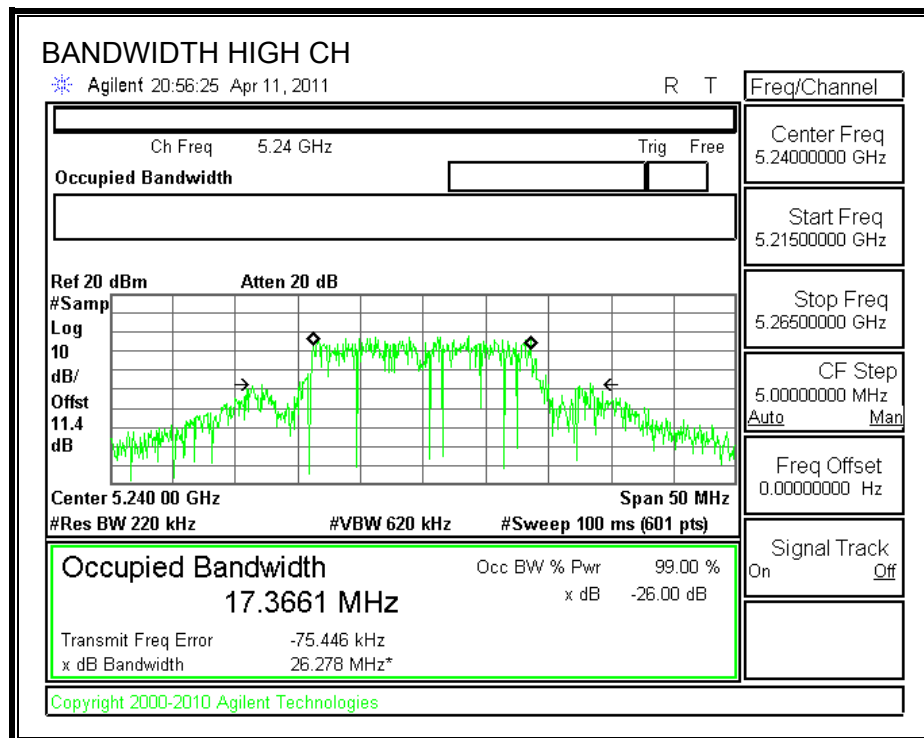 BANDWIDTH HIGH CH
Agilent 20:56:25 Apr 11, 2011 R T
Freq/Channel
Ch Freq 5.24 GHz Trig Free
Occupied Bandwidth
Center Freq
5.24000000 GHz
Start Freq
5.21500000 GHz
Stop Freq
5.26500000 GHz
CF Step
5.00000000 MHz
Auto Man
Freq Offset
0.00000000 Hz
Signal Track
On Off
Ref 20 dBm Atten 20 dB
#Samp
Log
10
dB/
Offst
11.4
dB
Center 5.240 00 GHz Span 50 MHz
#Res BW 220 kHz #VBW 620 kHz #Sweep 100 ms (601 pts)
Occupied Bandwidth
17.3661 MHz
Occ BW % Pwr 99.00 %
x dB -26.00 dB
Transmit Freq Error -75.446 kHz
x dB Bandwidth 26.278 MHz*
Copyright 2000-2010 Agilent Technologies